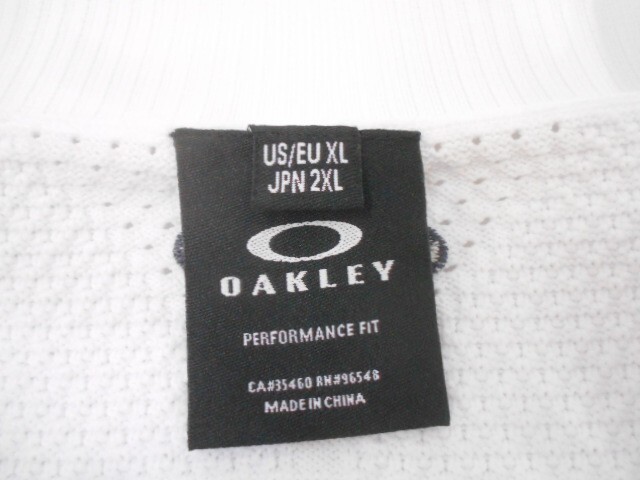 US/EU XL
JPN 2XL
OAKLEY
PERFORMANCE FIT
CA#35460 RN#96548
MADE IN CHINA